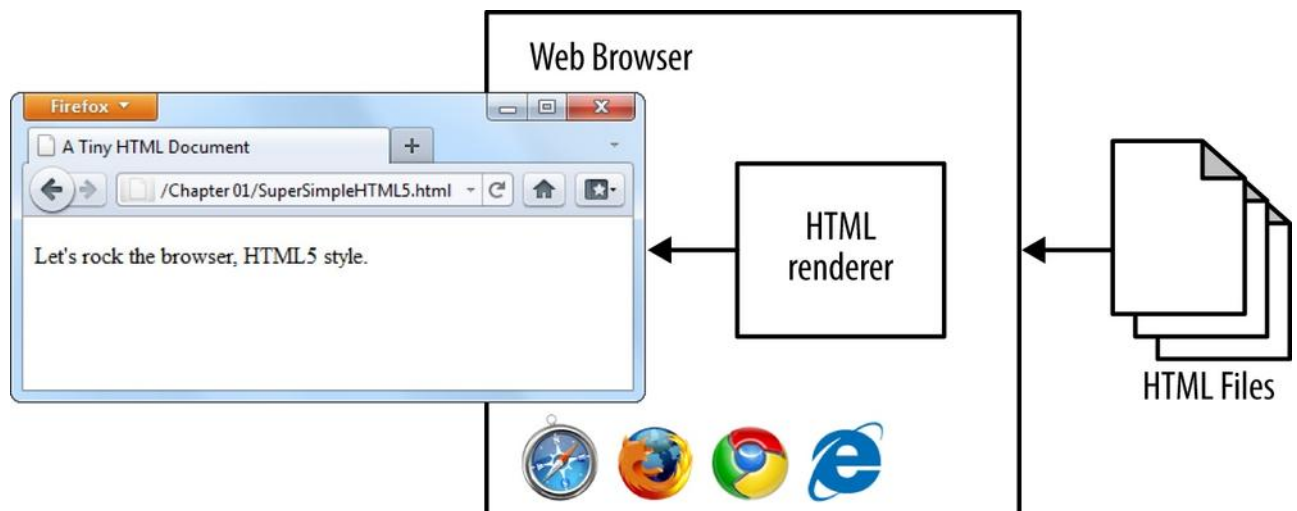 Web Browser
Firefox
A Tiny HTML Document
/Chapter 01/SuperSimpleHTML5.html
Let's rock the browser, HTML5 style.
HTML
renderer
HTML Files